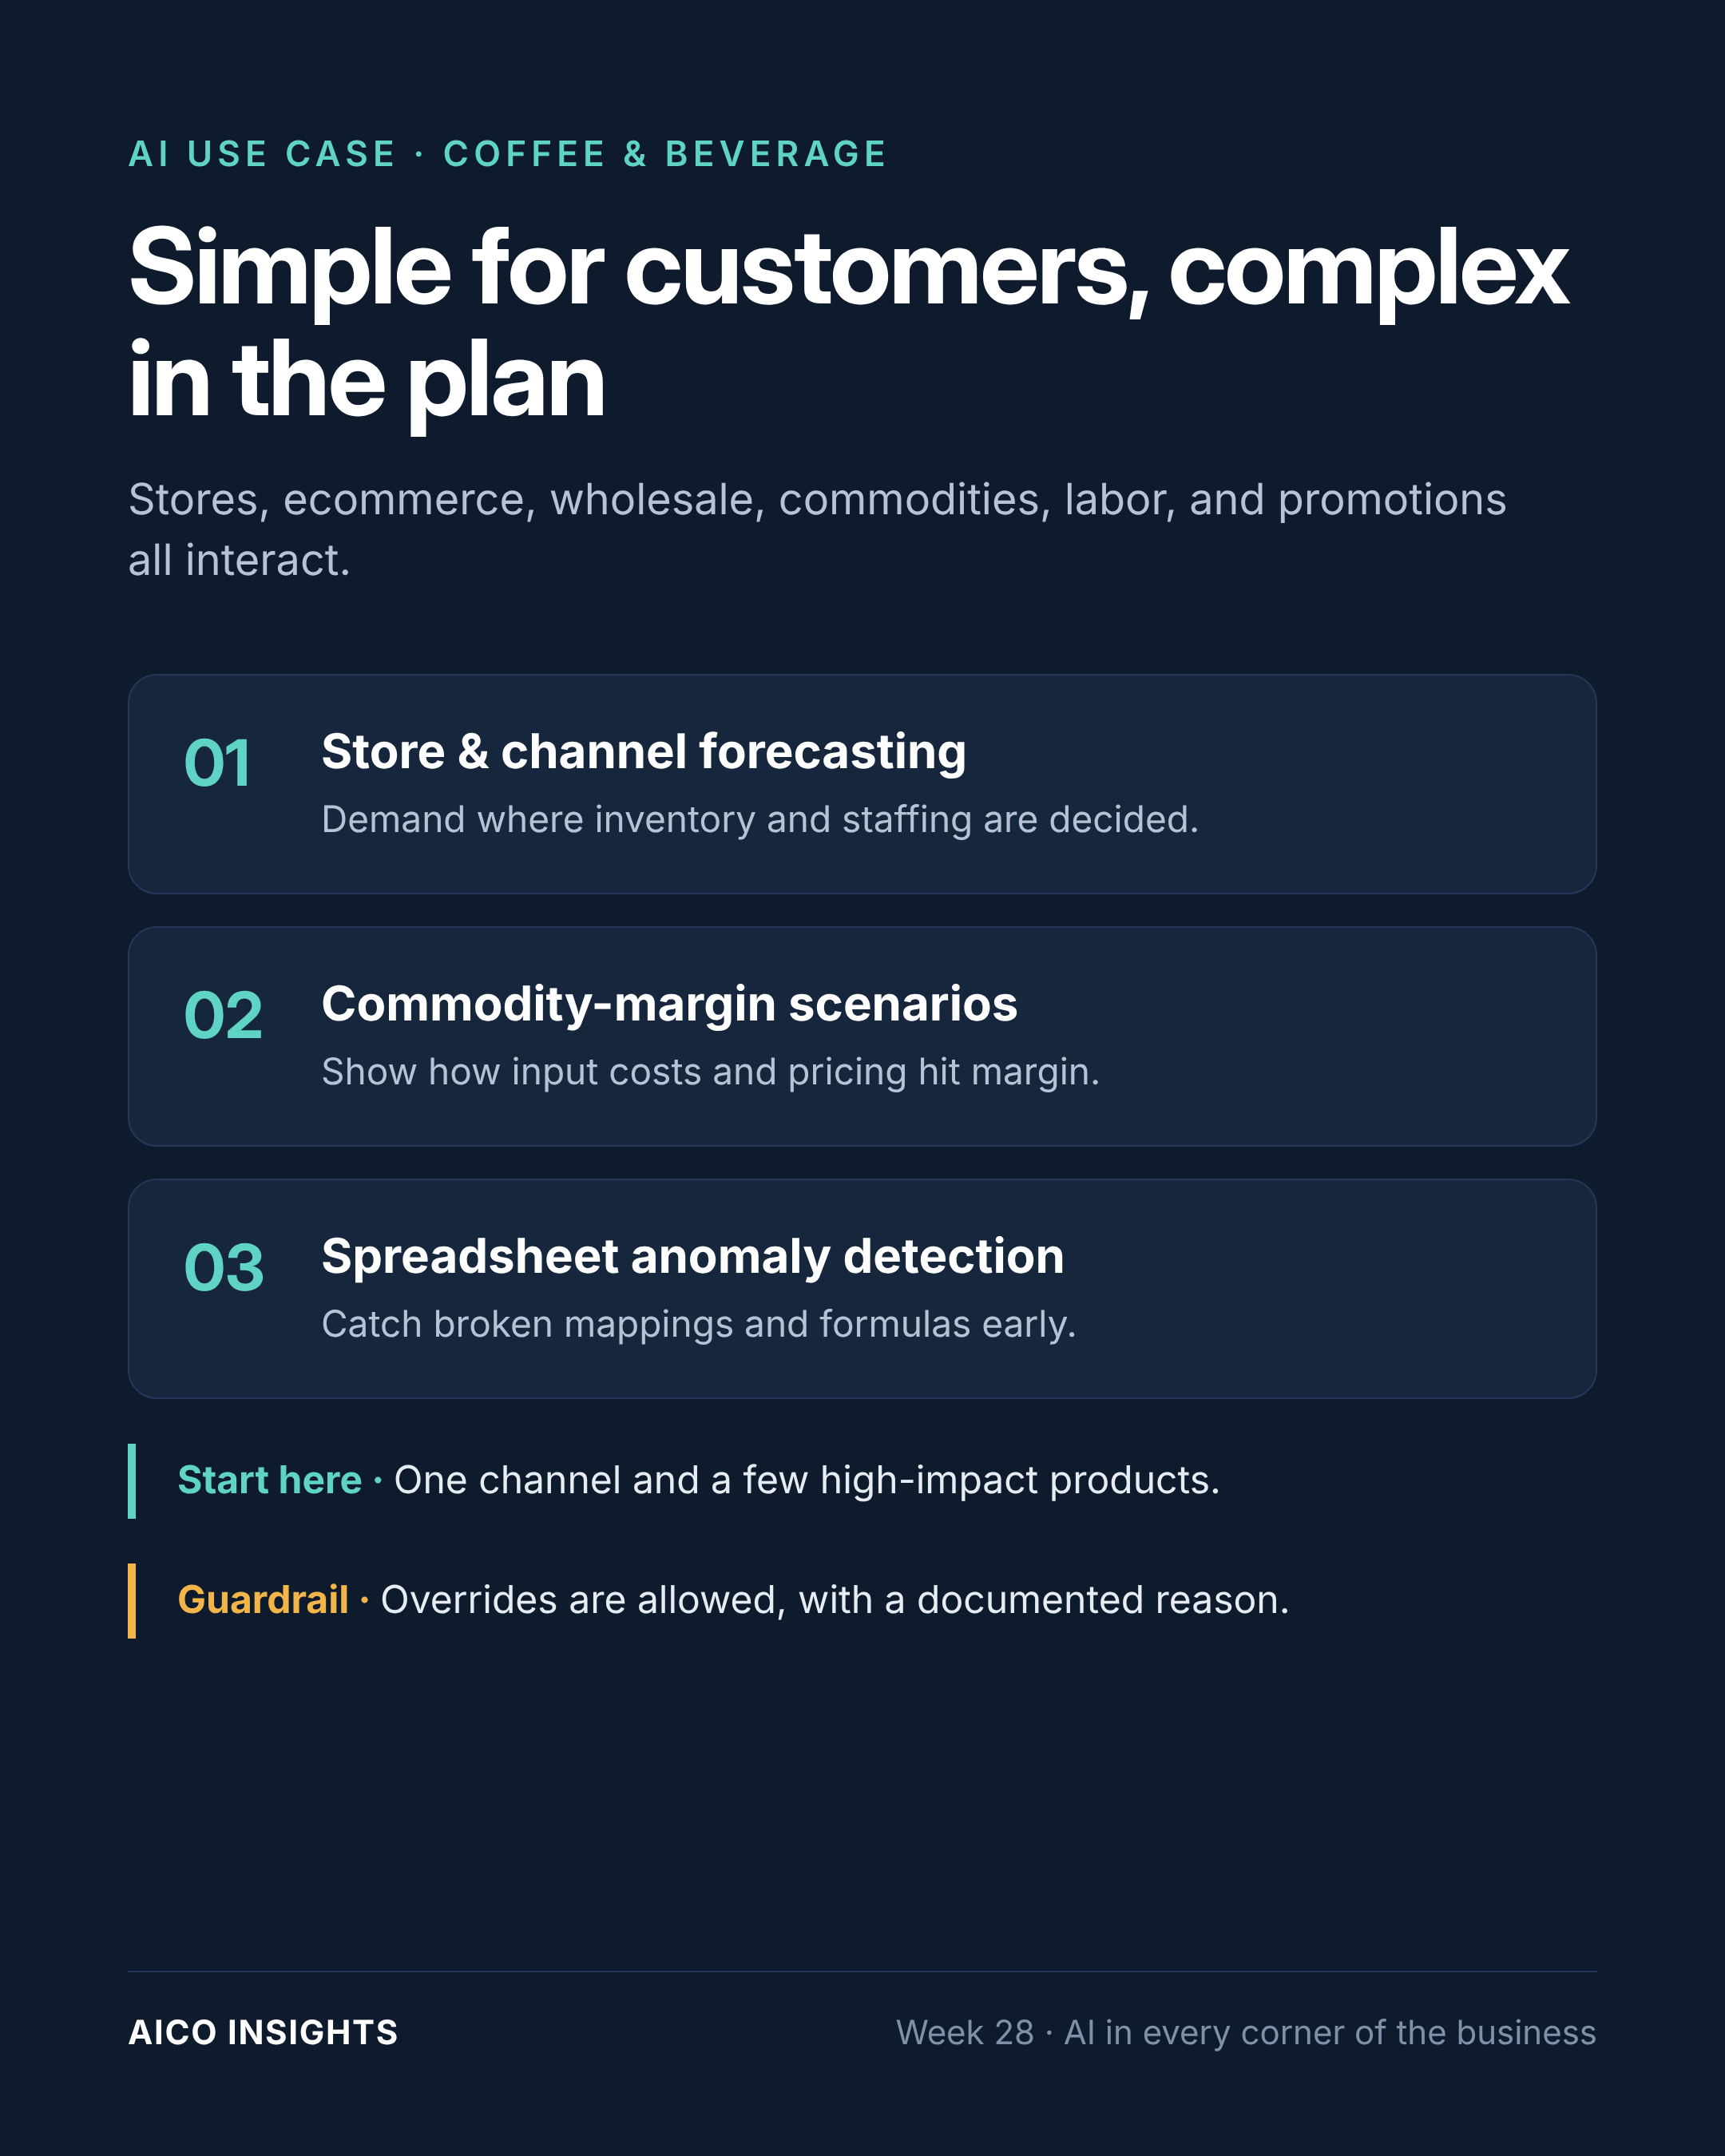 AI USE CASE · COFFEE & BEVERAGE
Simple for customers, complex
in the plan
Stores, ecommerce, wholesale, commodities, labor, and promotions
all interact.
01
Store & channel forecasting
Demand where inventory and staffing are decided.
02
Commodity-margin scenarios
Show how input costs and pricing hit margin.
03
Spreadsheet anomaly detection
Catch broken mappings and formulas early.
Start here · One channel and a few high-impact products.
Guardrail · Overrides are allowed, with a documented reason.
AICO INSIGHTS
Week 28 · AI in every corner of the business